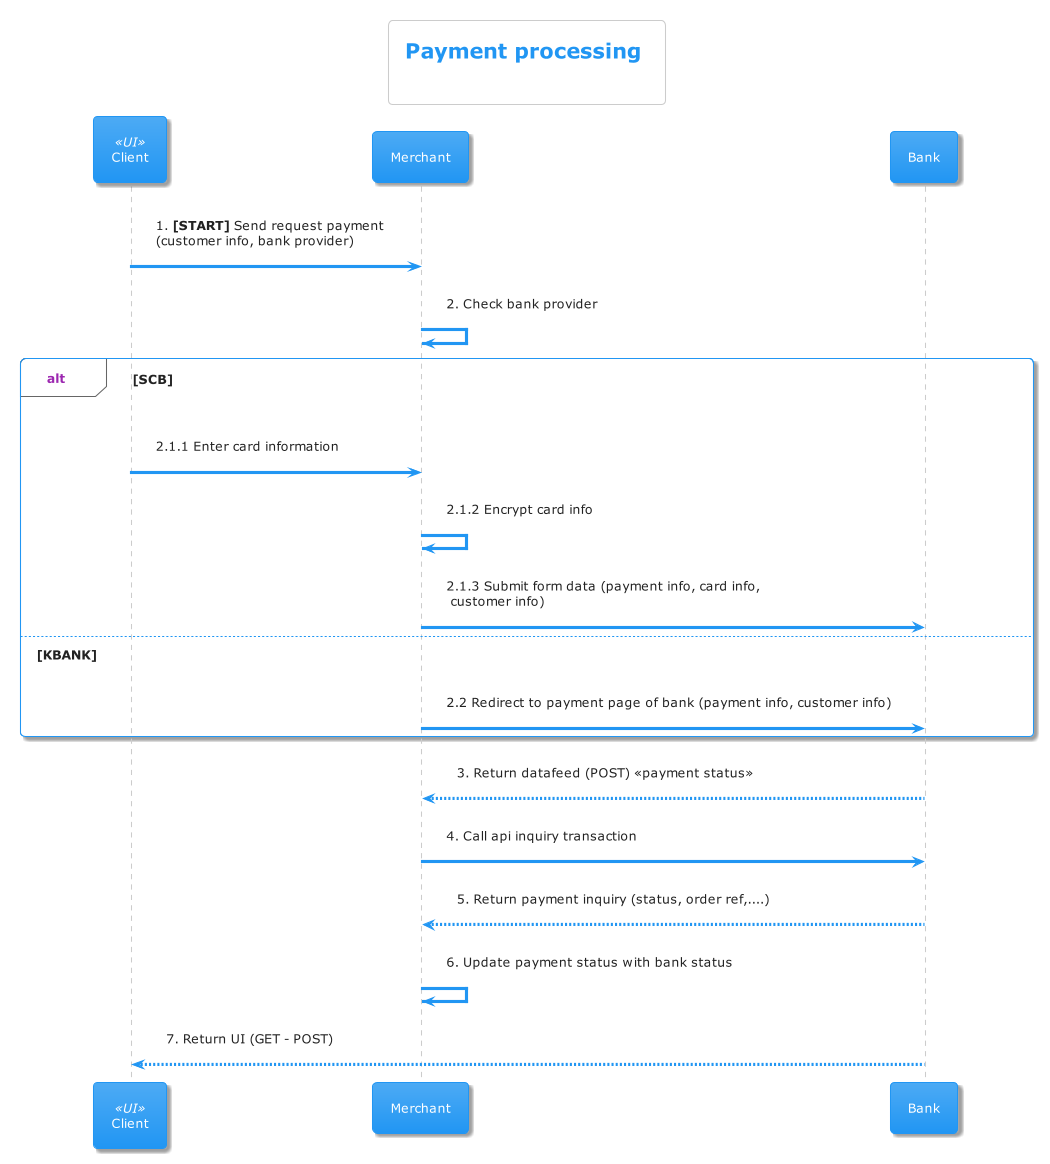 Payment processing
«UI»
Client
Merchant
Bank
1. [START] Send request payment
(customer info, bank provider)
2. Check bank provider
alt
[SCB]
2.1.1 Enter card information
2.1.2 Encrypt card info
2.1.3 Submit form data (payment info, card info,
customer info)
[KBANK]
2.2 Redirect to payment page of bank (payment info, customer info)
3. Return datafeed (POST) «payment status»
4. Call api inquiry transaction
5. Return payment inquiry (status, order ref,....)
6. Update payment status with bank status
7. Return UI (GET - POST)
«UI»
Client
Merchant
Bank